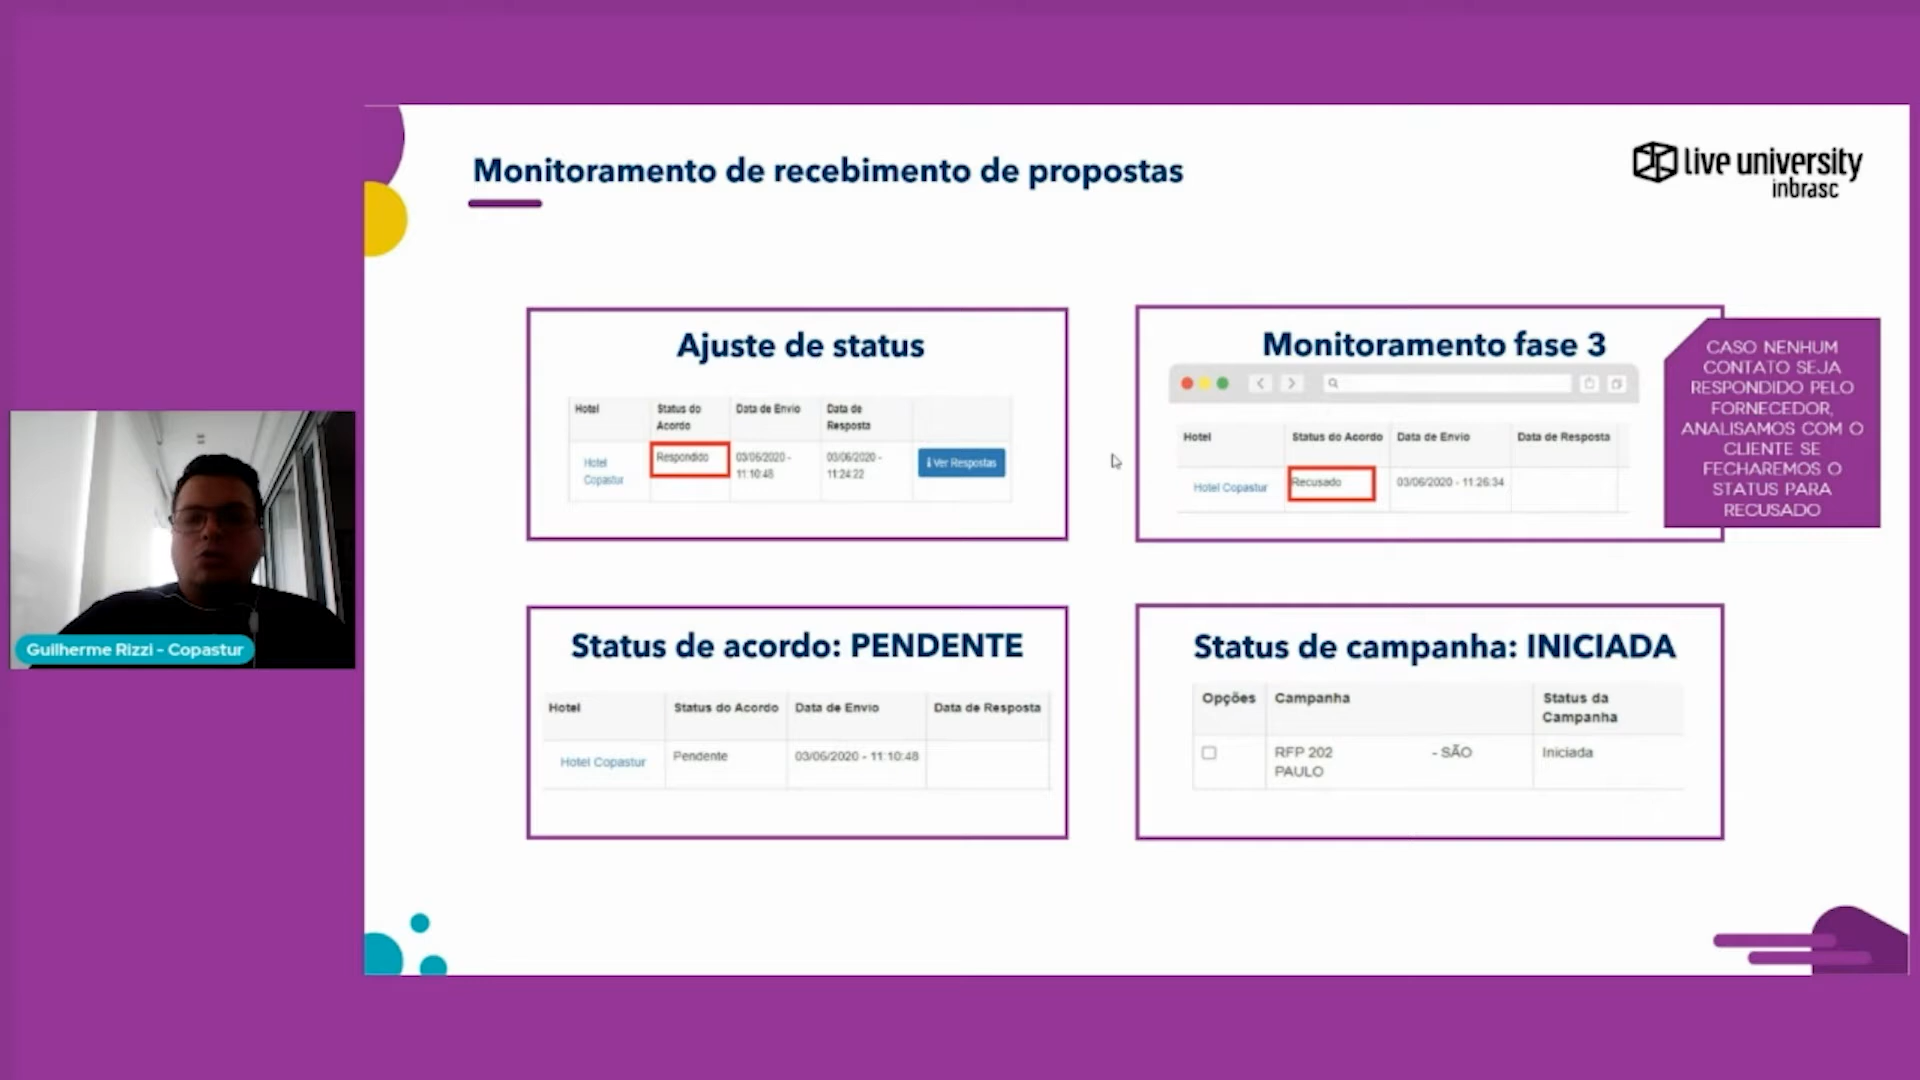 Monitoramento de recebimento de propostas
live university
inbrasc
Ajuste de status
Hotel
Status do
Acordo
Data de Envio
Data de
Resposta
Hotel
Copastur
Respondido
03/06/2020 -
11:10:48
03/06/2020 -
11:24:22
Ver Respostas
Monitoramento fase 3
Hotel
Status do Acordo
Data de Envio
Data de Resposta
Hotel Copastur
Recusado
03/06/2020 - 11:26:34
CASO NENHUM
CONTATO SEJA
RESPONDIDO PELO
FORNECEDOR,
ANALISAMOS COM O
CLIENTE SE
FECHAREMOS O
STATUS PARA
RECUSADO
Guilherme Rizzi - Copastur
Status de acordo: PENDENTE
Hotel
Status do Acordo
Data de Envio
Data de Resposta
Hotel Copastur
Pendente
03/06/2020 - 11:10:48
Status de campanha: INICIADA
Opções
Campanha
Status da
Campanha
RFP 202 - SÃO
PAULO
Iniciada